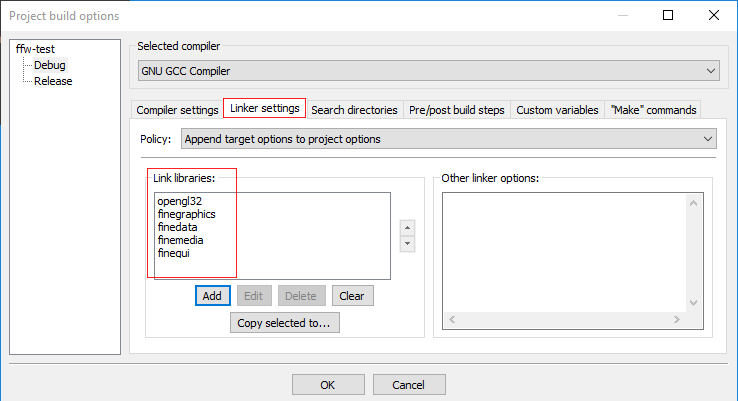 Project build options
ffw-test
Debug
Release
Selected compiler
GNU GCC Compiler
Compiler settings Linker settings Search directories Pre/post build steps Custom variables "Make" commands
Policy: Append target options to project options
Link libraries:
opengl32
finegraphics
finedata
finemedia
finegui
Add Edit Delete Clear
Copy selected to...
Other linker options:
OK Cancel